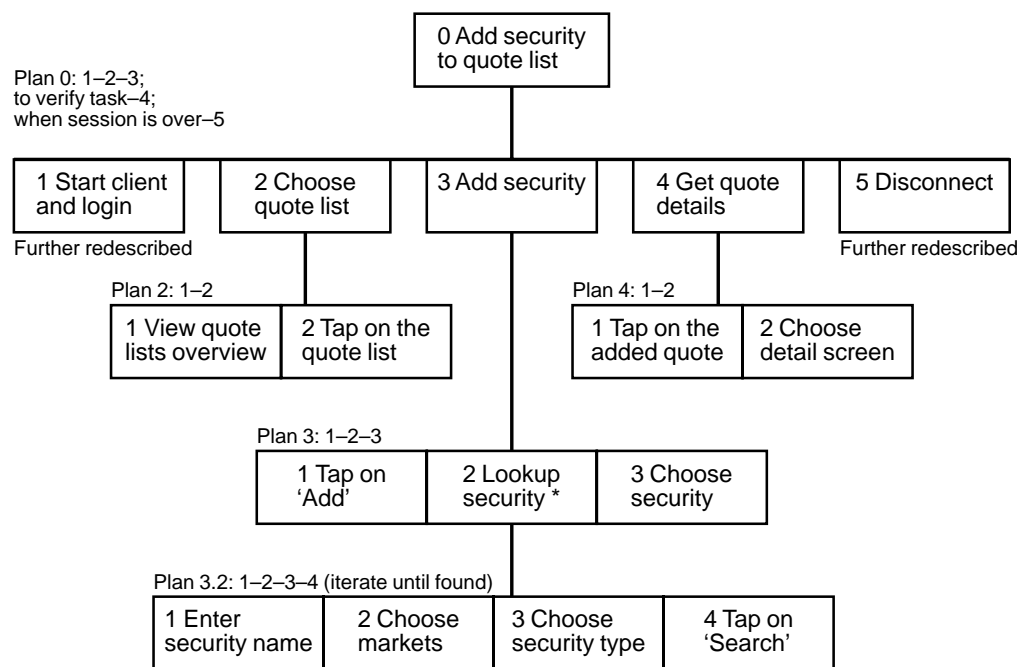 0 Add security
to quote list
Plan 0: 1–2–3;
to verify task–4;
when session is over–5
1 Start client
and login
2 Choose
quote list
3 Add security
4 Get quote
details
5 Disconnect
Further redescribed
Further redescribed
Plan 2: 1–2
1 View quote
lists overview
2 Tap on the
quote list
Plan 4: 1–2
1 Tap on the
added quote
2 Choose
detail screen
Plan 3: 1–2–3
1 Tap on
‘Add’
2 Lookup
security *
3 Choose
security
Plan 3.2: 1–2–3–4 (iterate until found)
1 Enter
security name
2 Choose
markets
3 Choose
security type
4 Tap on
‘Search’